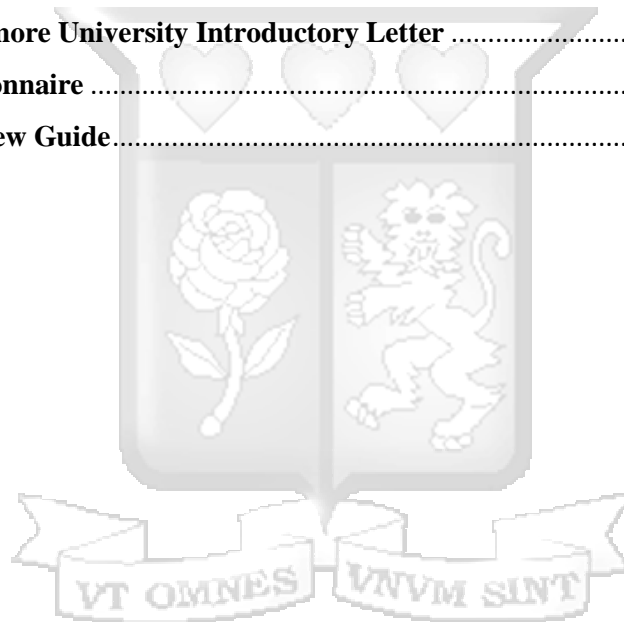 more University Introductory Letter ........................
onnaire ........................................................................
ew Guide....................................................................
VT OMNES VNVM SINT